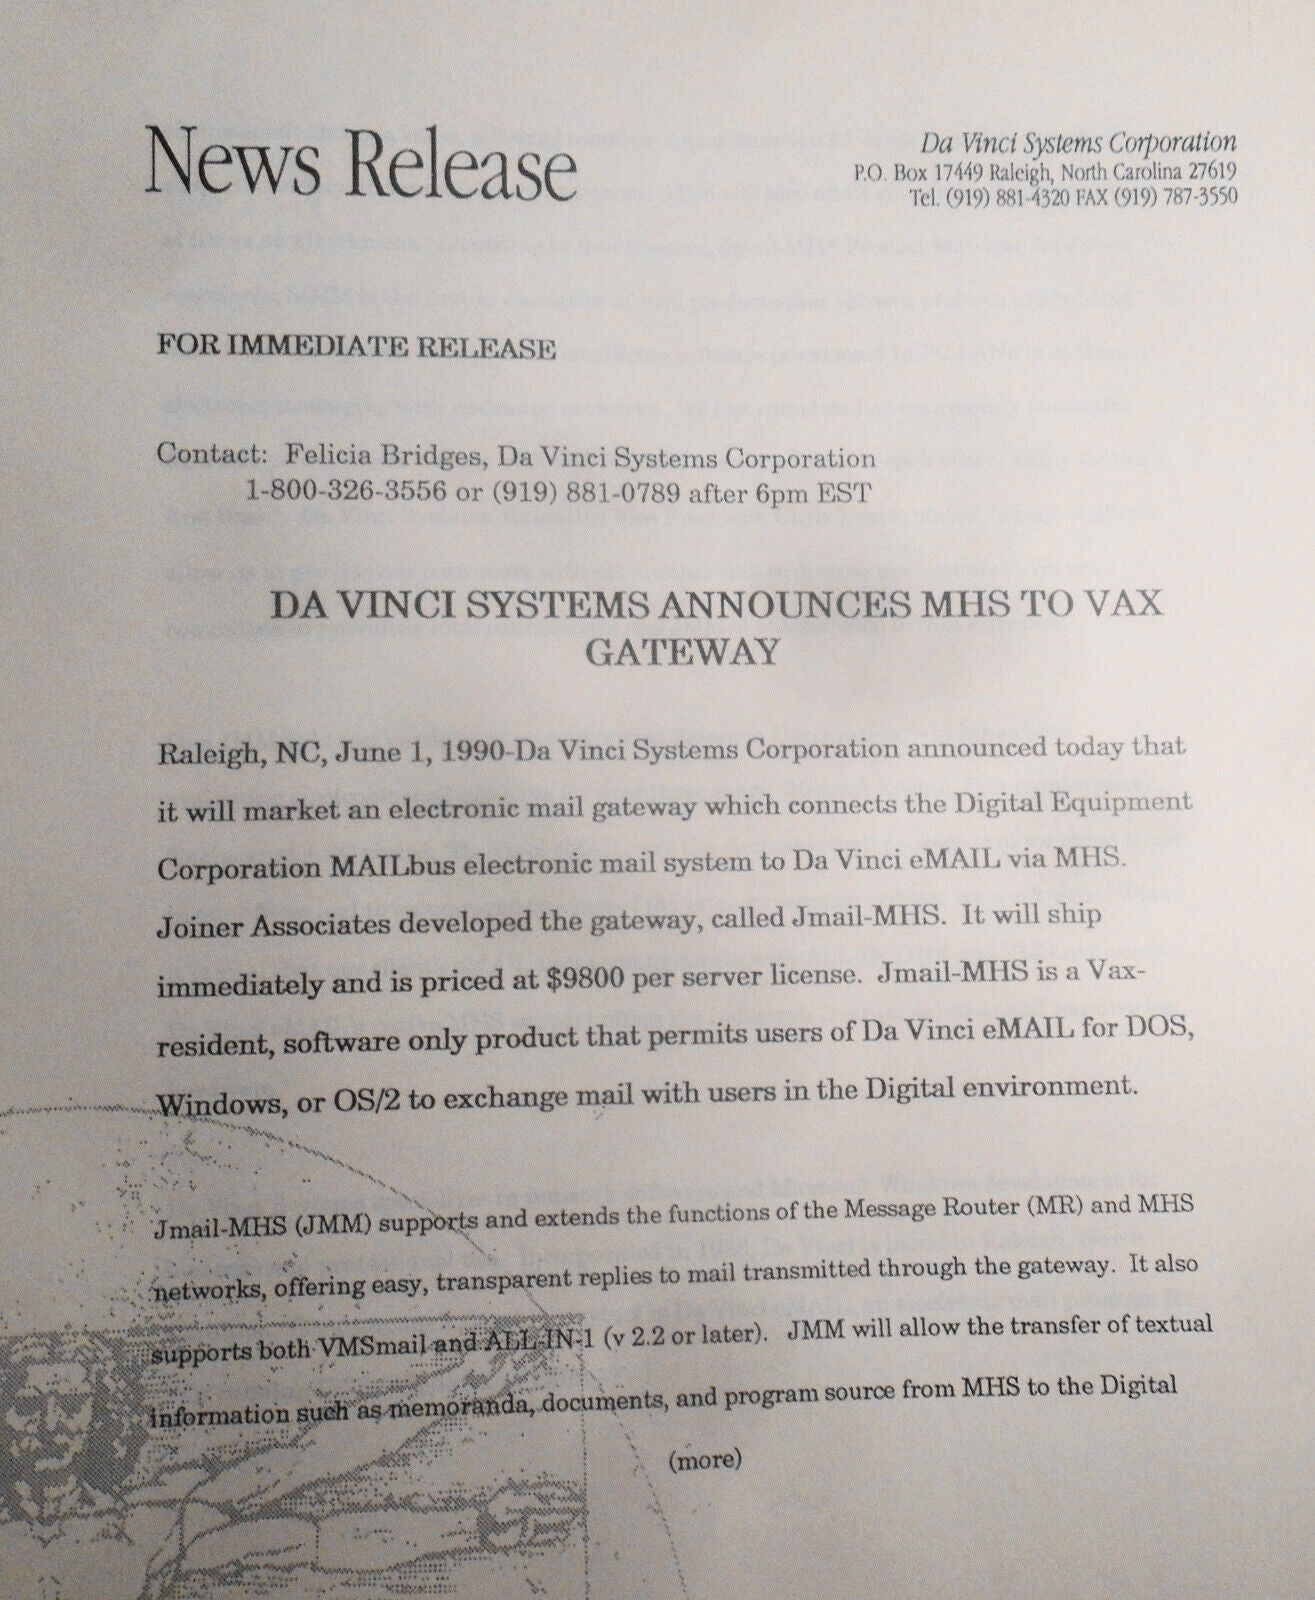 News Release
Da Vinci Systems Corporation
P.O. Box 17449 Raleigh, North Carolina 27619
Tel. (919) 881-4320 FAX (919) 787-3550
FOR IMMEDIATE RELEASE
Contact: Felicia Bridges, Da Vinci Systems Corporation
1-800-326-3556 or (919) 881-0789 after 6pm EST
DA VINCI SYSTEMS ANNOUNCES MHS TO VAX
GATEWAY
Raleigh, NC, June 1, 1990-Da Vinci Systems Corporation announced today that
it will market an electronic mail gateway which connects the Digital Equipment
Corporation MAILbus electronic mail system to Da Vinci eMAIL via MHS.
Joiner Associates developed the gateway, called Jmail-MHS. It will ship
immediately and is priced at $9800 per server license. Jmail-MHS is a Vax-
resident, software only product that permits users of Da Vinci eMAIL for DOS,
Windows, or OS/2 to exchange mail with users in the Digital environment.
Jmail-MHS (JMM) supports and extends the functions of the Message Router (MR) and MHS
networks, offering easy, transparent replies to mail transmitted through the gateway. It also
supports both VMSmail and ALL-IN-1 (v 2.2 or later). JMM will allow the transfer of textual
information such as memoranda, documents, and program source from MHS to the Digital
(more)